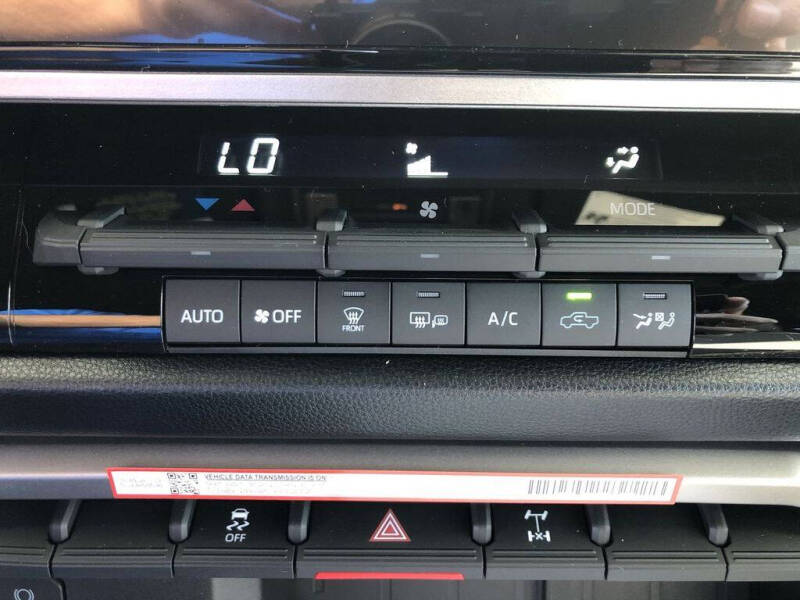 LO
MODE
AUTO
OFF
FRONT
A/C
VEHICLE DATA TRANSMISSION IS ON
OFF